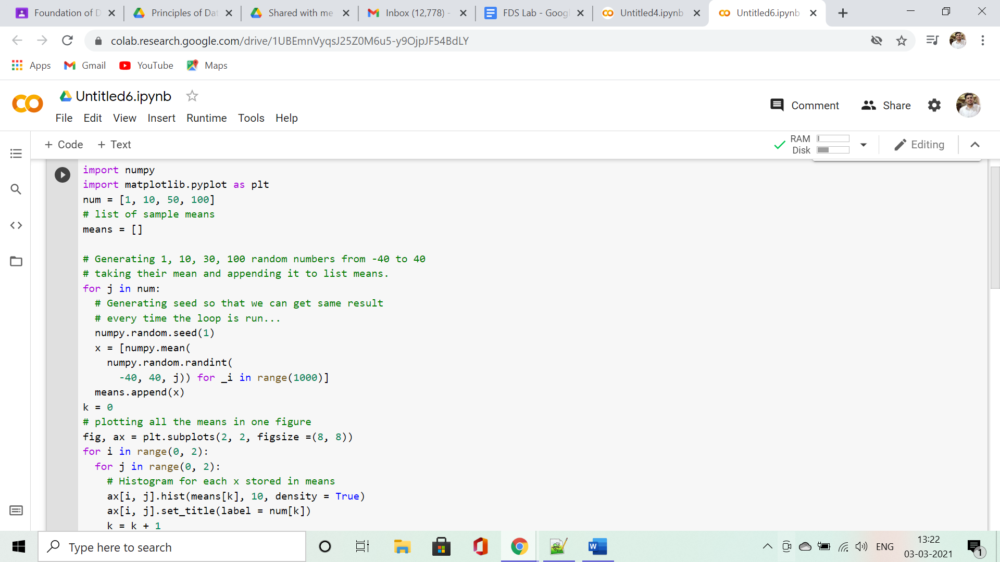 Foundation of D
Principles of Dat
Shared with me
Inbox (12,778) -
FDS Lab - Googl
Untitled4.ipynb
Untitled6.ipynb
colab.research.google.com/drive/1UBEmnVyqsJ25Z0M6u5-y9OjpJF54BdLY
Apps
Gmail
YouTube
Maps
Untitled6.ipynb
File Edit View Insert Runtime Tools Help
Comment
Share
+ Code + Text
RAM
Disk
Editing
import numpy
import matplotlib.pyplot as plt
num = [1, 10, 50, 100]
# list of sample means
means = []
# Generating 1, 10, 30, 100 random numbers from -40 to 40
# taking their mean and appending it to list means.
for j in num:
  # Generating seed so that we can get same result
  # every time the loop is run...
  numpy.random.seed(1)
  x = [numpy.mean(
    numpy.random.randint(
      -40, 40, j)) for _i in range(1000)]
  means.append(x)
k = 0
# plotting all the means in one figure
fig, ax = plt.subplots(2, 2, figsize =(8, 8))
for i in range(0, 2):
  for j in range(0, 2):
    # Histogram for each x stored in means
    ax[i, j].hist(means[k], 10, density = True)
    ax[i, j].set_title(label = num[k])
    k = k + 1
Type here to search
W
ENG
13:22
03-03-2021
1